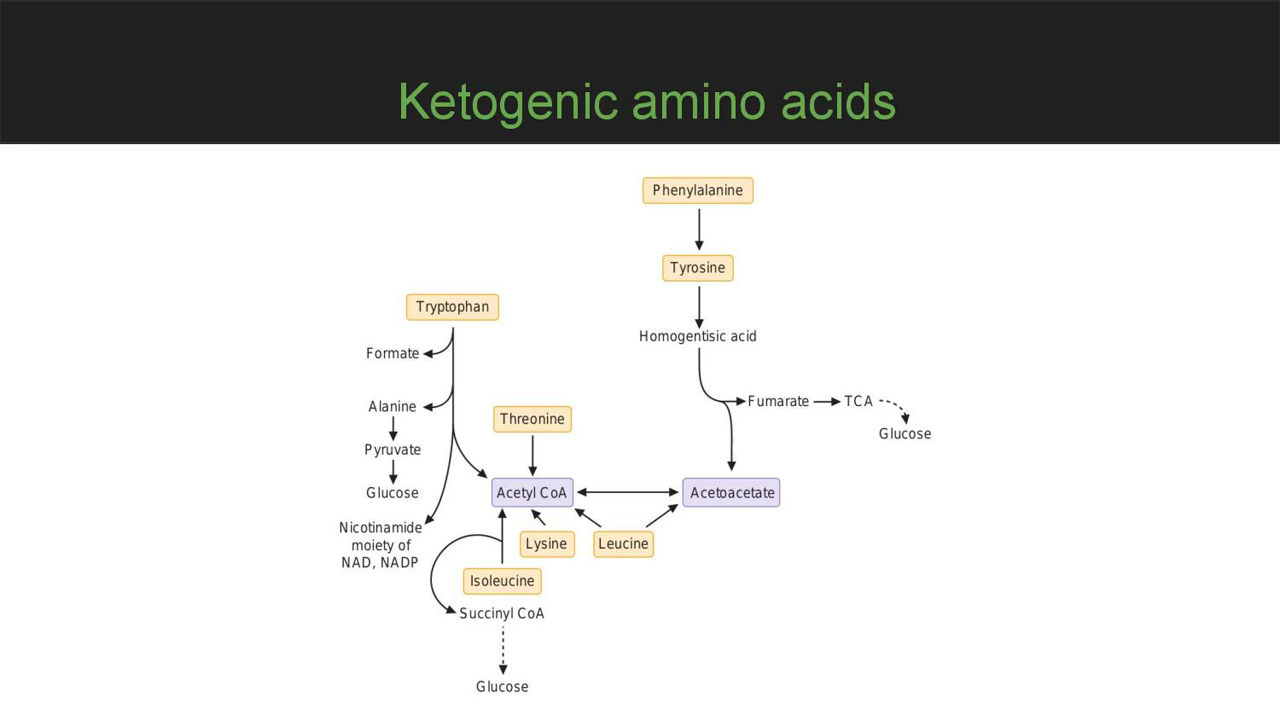 Ketogenic amino acids
Phenylalanine
Tyrosine
Tryptophan
Homogentisic acid
Formate
Fumarate
TCA
Alanine
Threonine
Glucose
Pyruvate
Glucose
Acetyl CoA
Acetoacetate
Nicotinamide
moiety of
NAD, NADP
Lysine
Leucine
Isoleucine
Succinyl CoA
Glucose